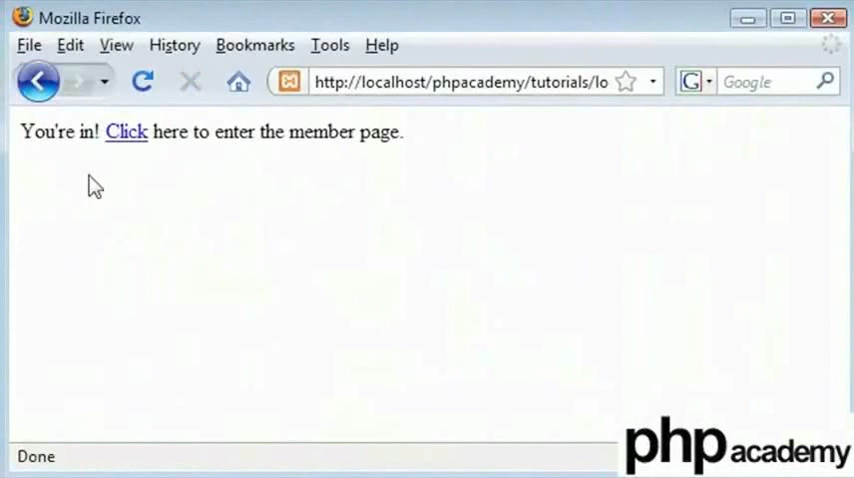 Mozilla Firefox
File Edit View History Bookmarks Tools Help
http://localhost/phpacademy/tutorials/lo G Google
You're in! Click here to enter the member page.
Done
php academy